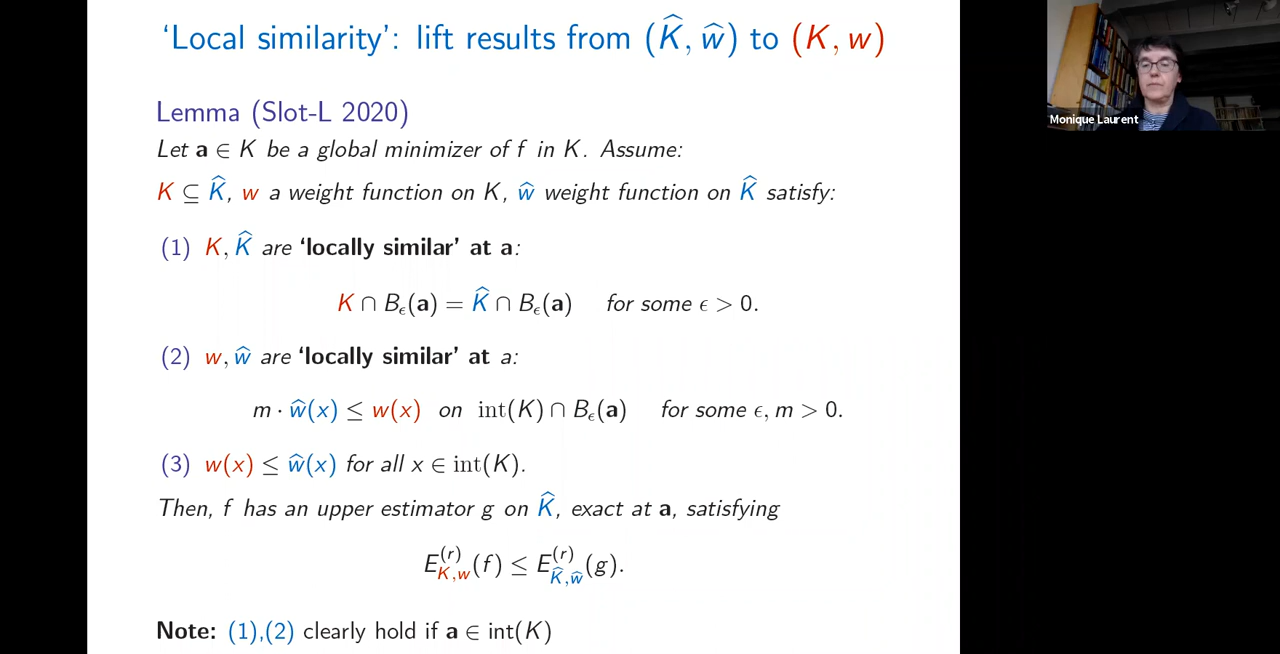 ‘Local similarity’: lift results from (K̂, ŵ) to (K, w)
Monique Laurent
Lemma (Slot-L 2020)
Let a ∈ K be a global minimizer of f in K. Assume:
K ⊆ K̂, w a weight function on K, ŵ weight function on K̂ satisfy:
(1) K, K̂ are ‘locally similar’ at a:
K ∩ B_ϵ(a) = K̂ ∩ B_ϵ(a) for some ϵ > 0.
(2) w, ŵ are ‘locally similar’ at a:
m · ŵ(x) ≤ w(x) on int(K) ∩ B_ϵ(a) for some ϵ, m > 0.
(3) w(x) ≤ ŵ(x) for all x ∈ int(K).
Then, f has an upper estimator g on K̂, exact at a, satisfying
E^{(r)}_{K,w}(f) ≤ E^{(r)}_{K̂,ŵ}(g).
Note: (1),(2) clearly hold if a ∈ int(K)